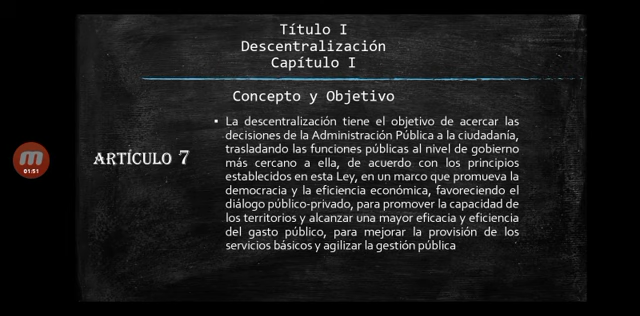 Título I
Descentralización
Capítulo I
Concepto y Objetivo
▪ La descentralización tiene el objetivo de acercar las
decisiones de la Administración Pública a la ciudadanía,
trasladando las funciones públicas al nivel de gobierno
más cercano a ella, de acuerdo con los principios
establecidos en esta Ley, en un marco que promueva la
democracia y la eficiencia económica, favoreciendo el
diálogo público-privado, para promover la capacidad de
los territorios y alcanzar una mayor eficacia y eficiencia
del gasto público, para mejorar la provisión de los
servicios básicos y agilizar la gestión pública
ARTÍCULO 7
m
01:51